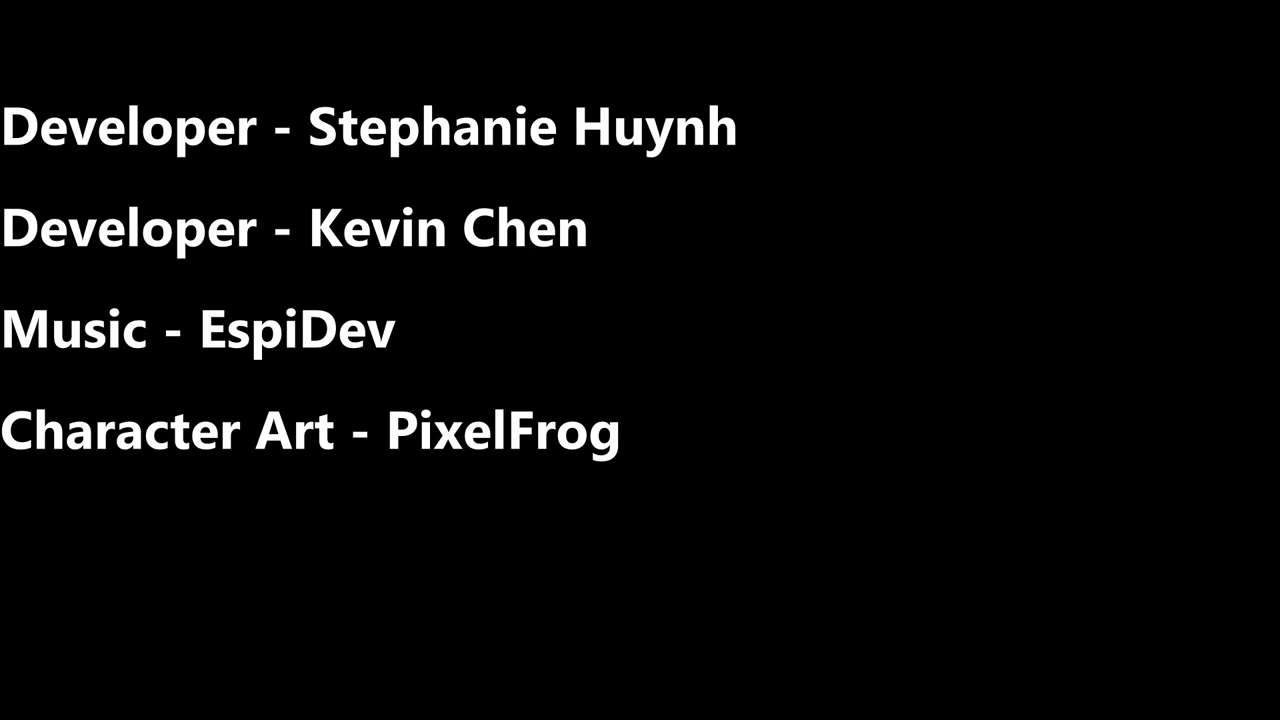 Developer - Stephanie Huynh
Developer - Kevin Chen
Music - EspiDev
Character Art - PixelFrog